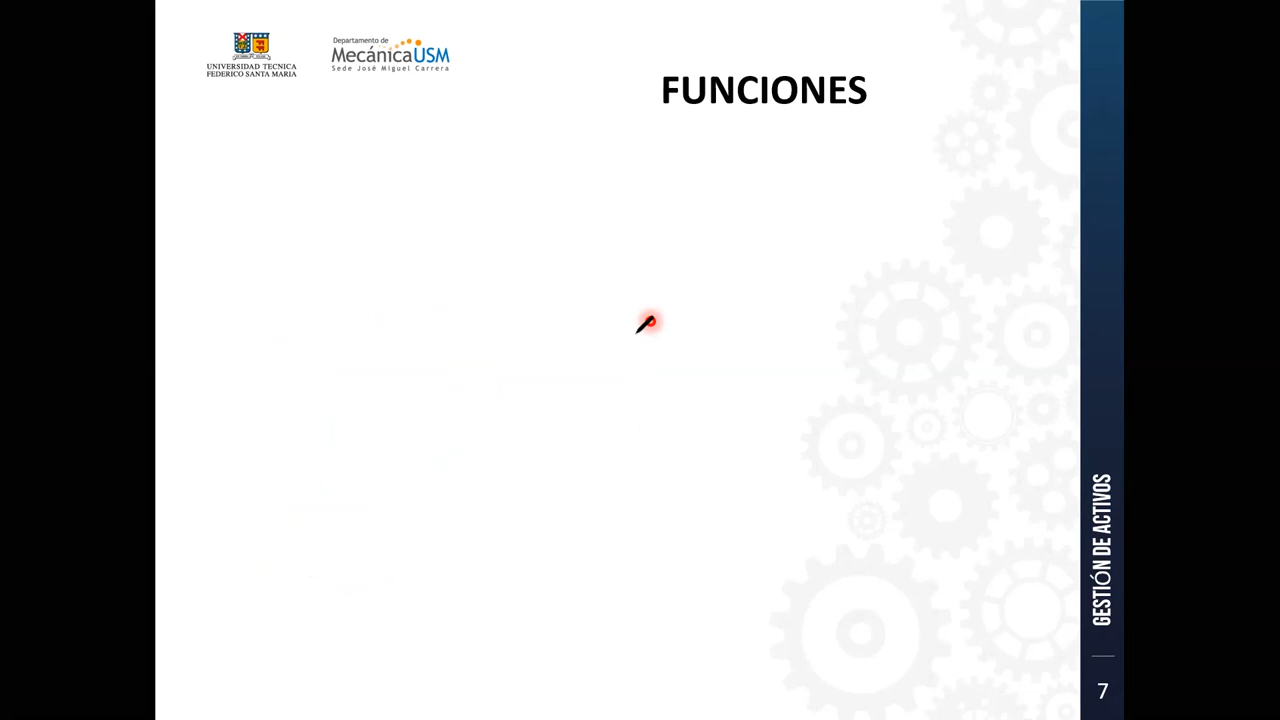 UNIVERSIDAD TECNICA
FEDERICO SANTA MARIA
Departamento de
MecánicaUSM
Sede José Miguel Carrera
FUNCIONES
GESTIÓN DE ACTIVOS
7